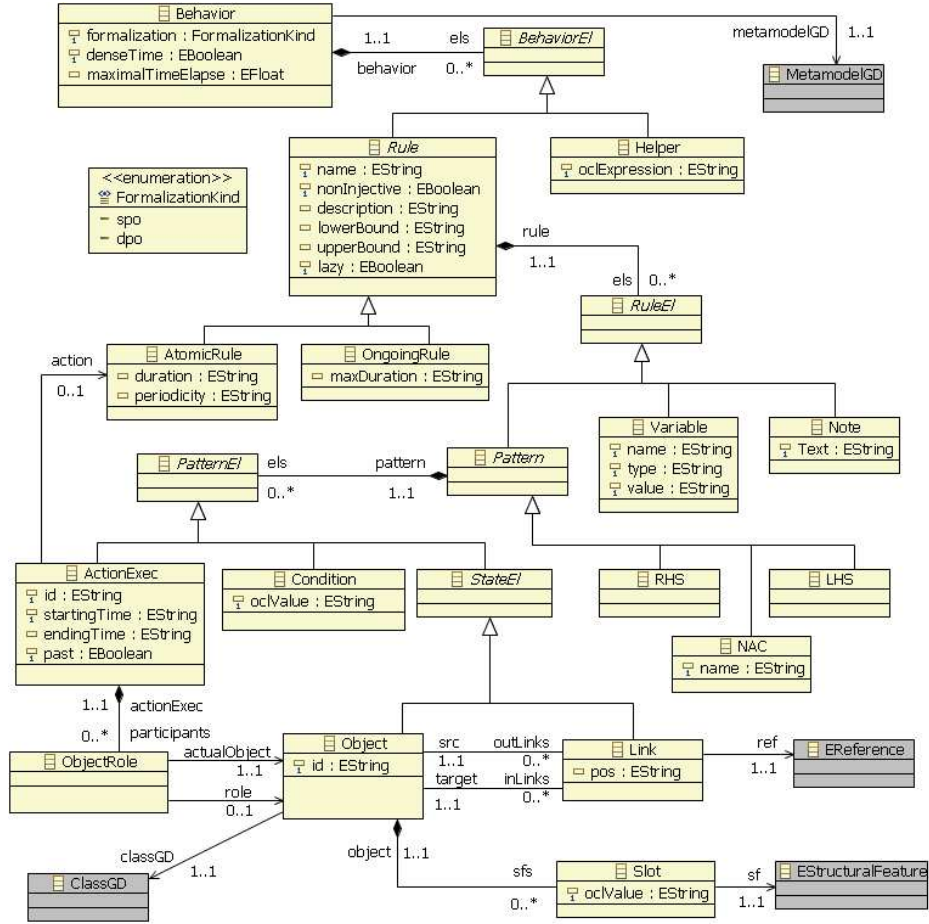 Behavior
formalization : FormalizationKind
denseTime : EBoolean
maximalTimeElapse : EFloat
1..1
els
behavior
0..*
BehaviorEl
metamodelGD
1..1
MetamodelGD
Rule
name : EString
nonInjective : EBoolean
description : EString
lowerBound : EString
upperBound : EString
lazy : EBoolean
Helper
oclExpression : EString
<<enumeration>>
FormalizationKind
spo
dpo
rule
1..1
els
0..*
RuleEl
action
0..1
AtomicRule
duration : EString
periodicity : EString
OngoingRule
maxDuration : EString
Variable
name : EString
type : EString
value : EString
Note
Text : EString
PatternEl
els
pattern
0..*
1..1
Pattern
ActionExec
id : EString
startingTime : EString
endingTime : EString
past : EBoolean
Condition
oclValue : EString
StateEl
RHS
LHS
NAC
name : EString
1..1
actionExec
0..*
participants
ObjectRole
actualObject
1..1
role
0..1
Object
id : EString
src
outLinks
1..1
0..*
target
inLinks
1..1
0..*
Link
pos : EString
ref
1..1
EReference
classGD
1..1
ClassGD
object
1..1
sfs
0..*
Slot
oclValue : EString
sf
1..1
EStructuralFeature